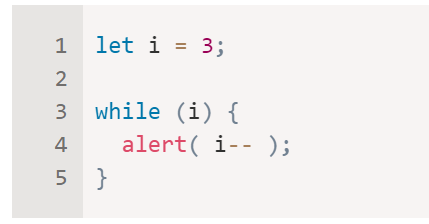 1 let i = 3;
2
3 while (i) {
4   alert( i-- );
5 }